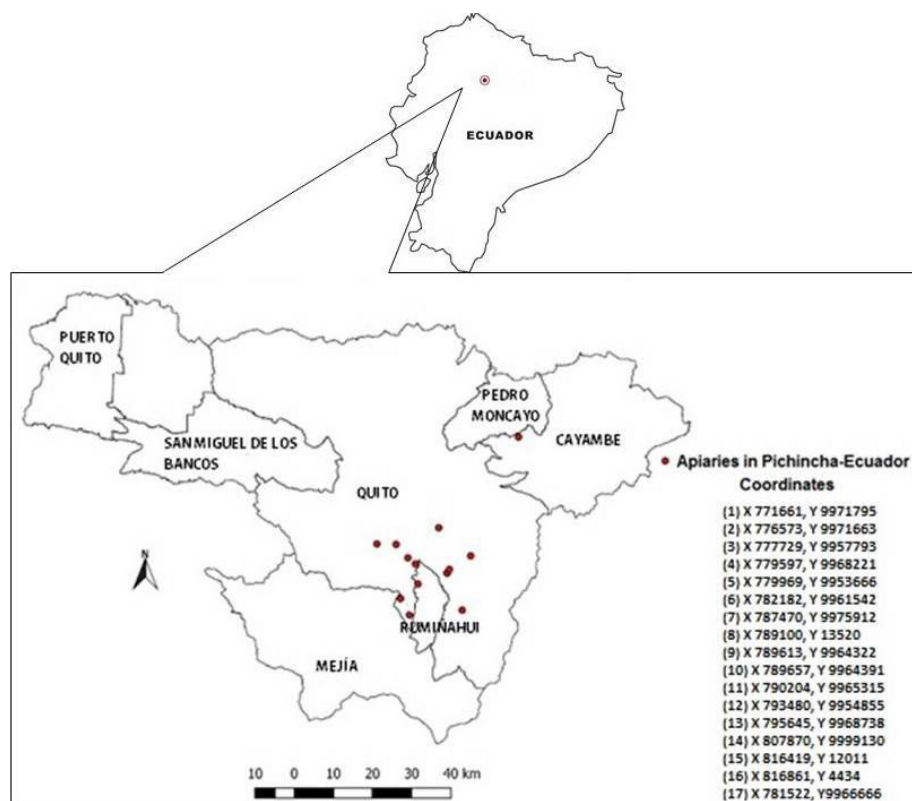 ECUADOR
PUERTO
QUITO
PEDRO
MONCAYO
SAN MIGUEL DE LOS
BANCOS
CAYAMBE
Apiaries in Pichincha-Ecuador
Coordinates
QUITO
(1) X 771661, Y 9971795
(2) X 776573, Y 9971663
(3) X 777729, Y 9957793
(4) X 779597, Y 9968221
(5) X 779969, Y 9953666
(6) X 782182, Y 9961542
(7) X 787470, Y 9975912
(8) X 789100, Y 13520
(9) X 789613, Y 9964322
(10) X 789657, Y 9964391
(11) X 790204, Y 9965315
(12) X 793480, Y 9954855
(13) X 795645, Y 9968738
(14) X 807870, Y 9999130
(15) X 816419, Y 12011
(16) X 816861, Y 4434
(17) X 781522, Y9966666
N
RUMIÑAHUI
MEJÍA
10 0 10 20 30 40 km